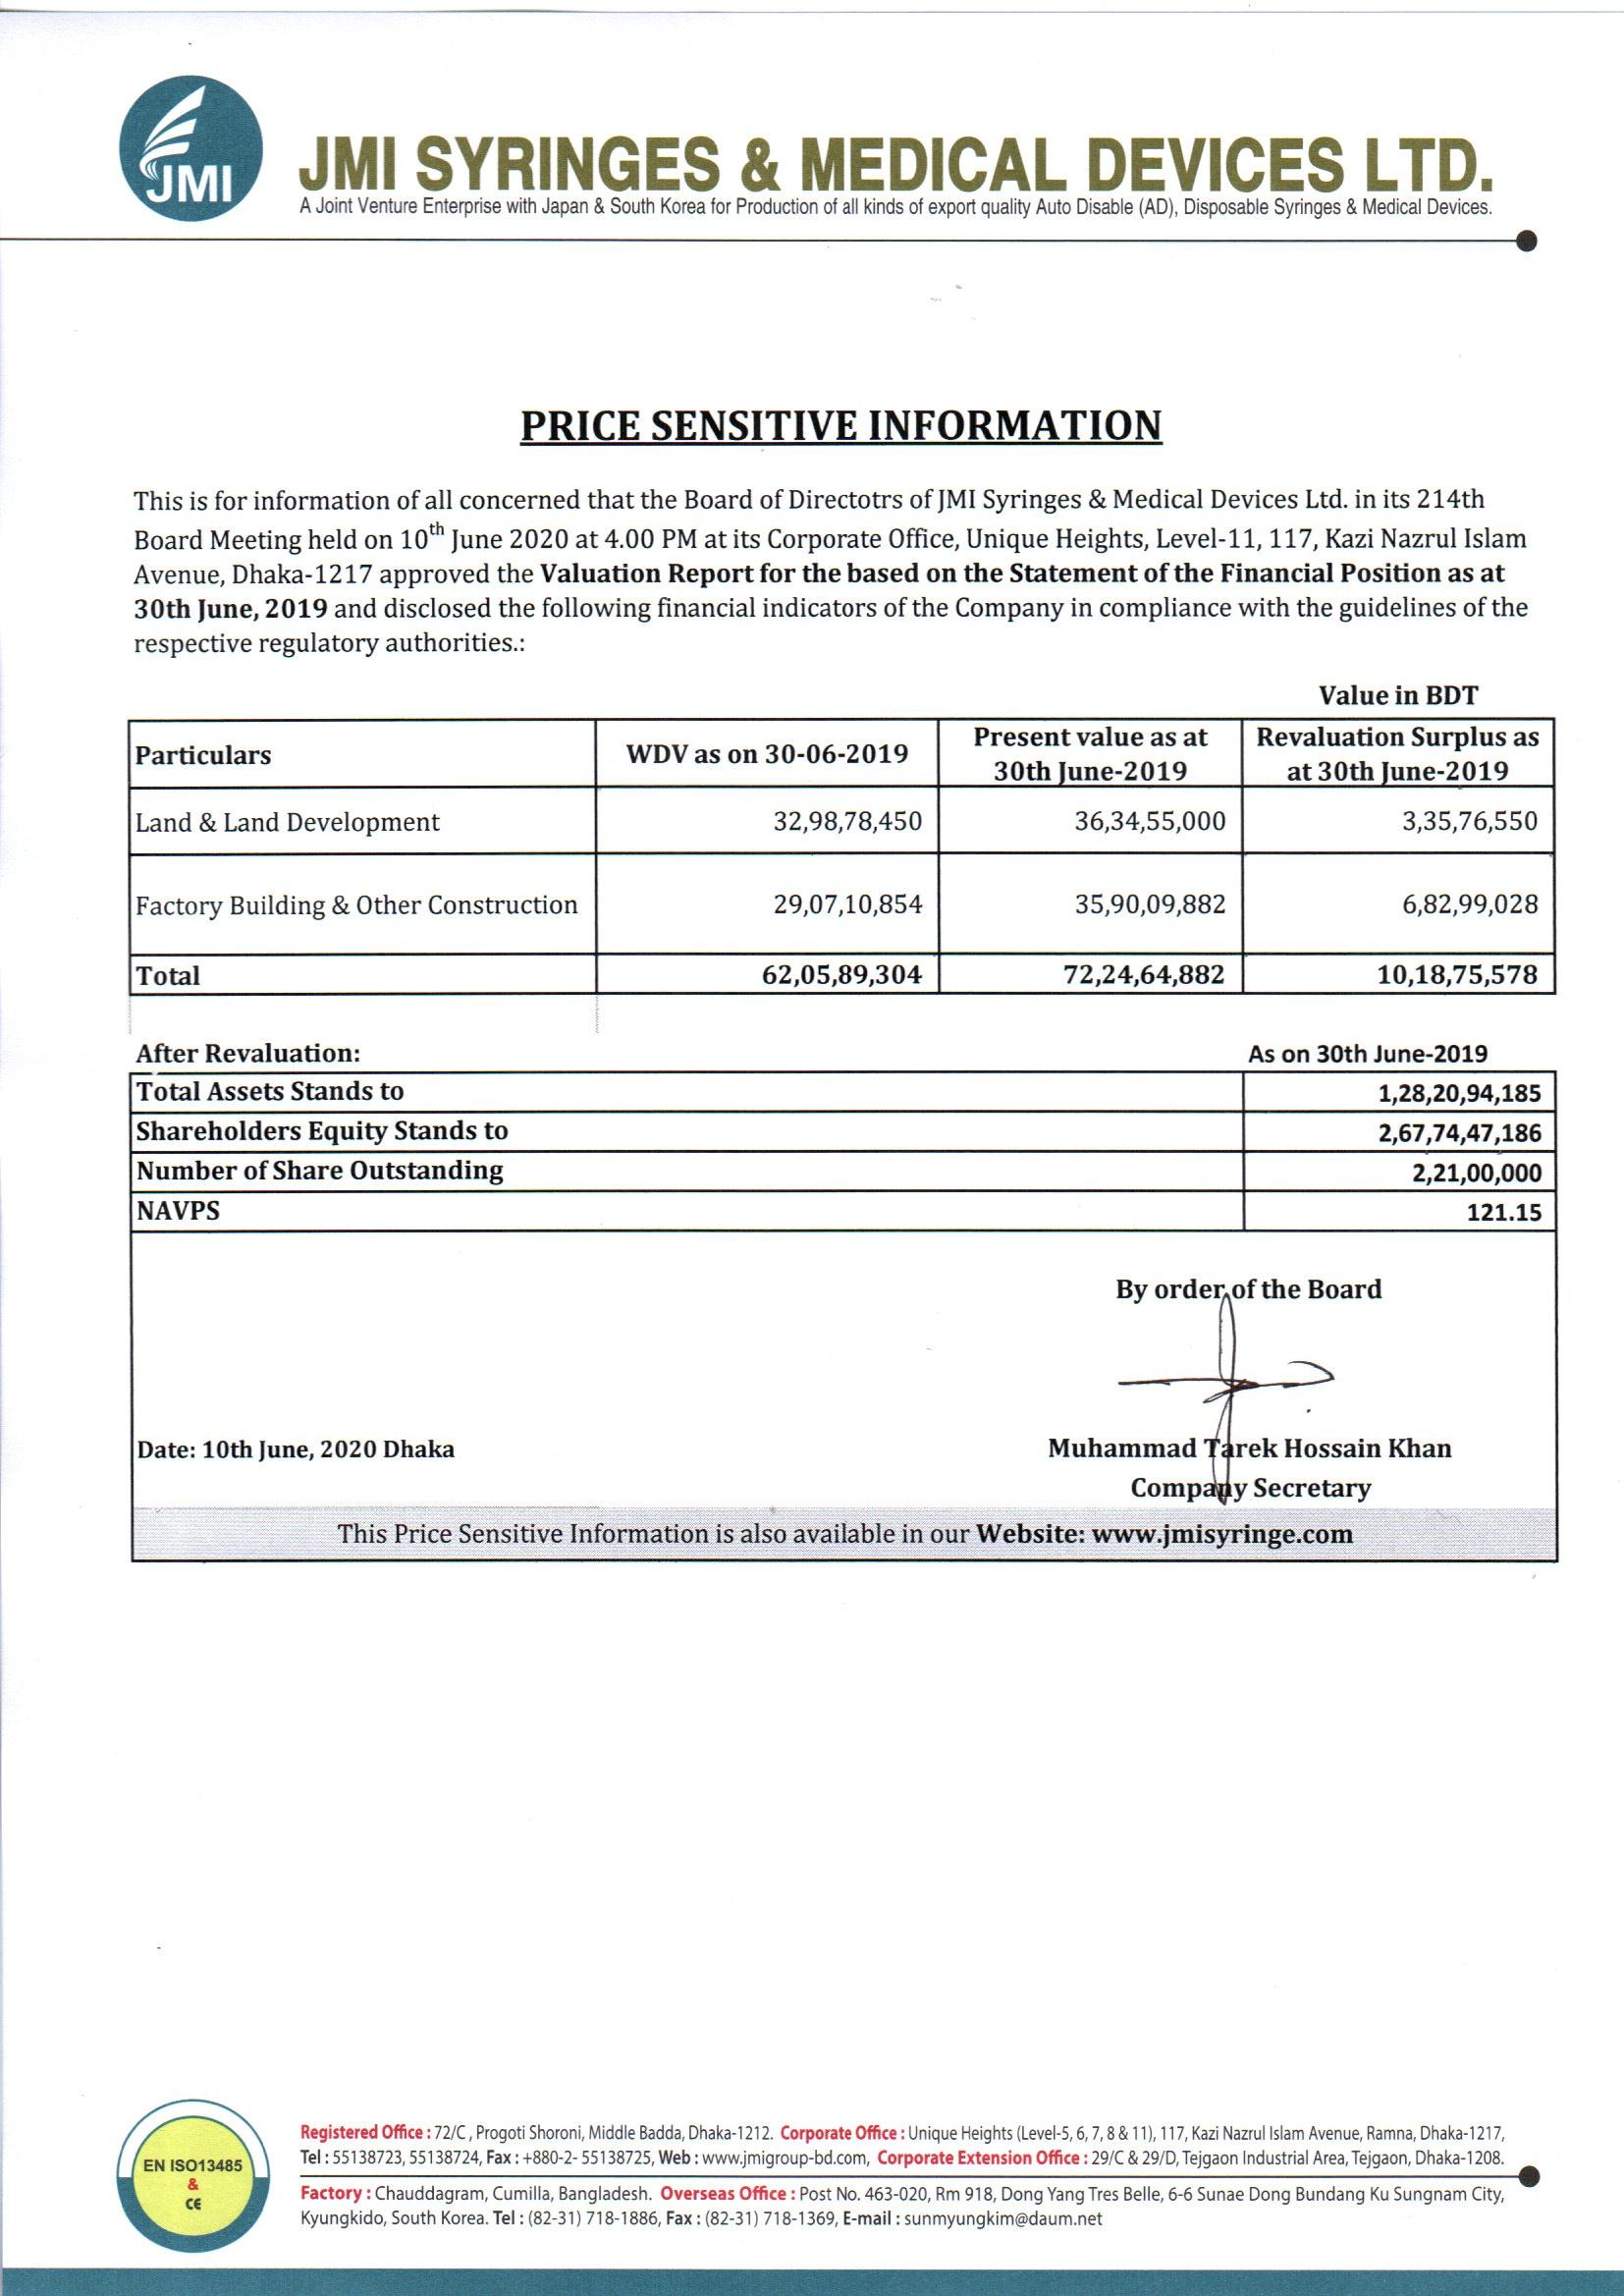 JMI
JMI SYRINGES & MEDICAL DEVICES LTD.
A Joint Venture Enterprise with Japan & South Korea for Production of all kinds of export quality Auto Disable (AD), Disposable Syringes & Medical Devices.
PRICE SENSITIVE INFORMATION
This is for information of all concerned that the Board of Directotrs of JMI Syringes & Medical Devices Ltd. in its 214th
Board Meeting held on 10th June 2020 at 4.00 PM at its Corporate Office, Unique Heights, Level-11, 117, Kazi Nazrul Islam
Avenue, Dhaka-1217 approved the Valuation Report for the based on the Statement of the Financial Position as at
30th June, 2019 and disclosed the following financial indicators of the Company in compliance with the guidelines of the
respective regulatory authorities.:
Value in BDT
Particulars WDV as on 30-06-2019 Present value as at 30th June-2019 Revaluation Surplus as at 30th June-2019
Land & Land Development 32,98,78,450 36,34,55,000 3,35,76,550
Factory Building & Other Construction 29,07,10,854 35,90,09,882 6,82,99,028
Total 62,05,89,304 72,24,64,882 10,18,75,578
After Revaluation: As on 30th June-2019
Total Assets Stands to 1,28,20,94,185
Shareholders Equity Stands to 2,67,74,47,186
Number of Share Outstanding 2,21,00,000
NAVPS 121.15
By order of the Board
Date: 10th June, 2020 Dhaka Muhammad Tarek Hossain Khan
Company Secretary
This Price Sensitive Information is also available in our Website: www.jmisyringe.com
EN ISO13485
&
CE
Registered Office : 72/C , Progoti Shoroni, Middle Badda, Dhaka-1212. Corporate Office : Unique Heights (Level-5, 6, 7, 8 & 11), 117, Kazi Nazrul Islam Avenue, Ramna, Dhaka-1217,
Tel : 55138723, 55138724, Fax : +880-2- 55138725, Web : www.jmigroup-bd.com, Corporate Extension Office : 29/C & 29/D, Tejgaon Industrial Area, Tejgaon, Dhaka-1208.
Factory : Chauddagram, Cumilla, Bangladesh. Overseas Office : Post No. 463-020, Rm 918, Dong Yang Tres Belle, 6-6 Sunae Dong Bundang Ku Sungnam City,
Kyungkido, South Korea. Tel : (82-31) 718-1886, Fax : (82-31) 718-1369, E-mail : sunmyungkim@daum.net